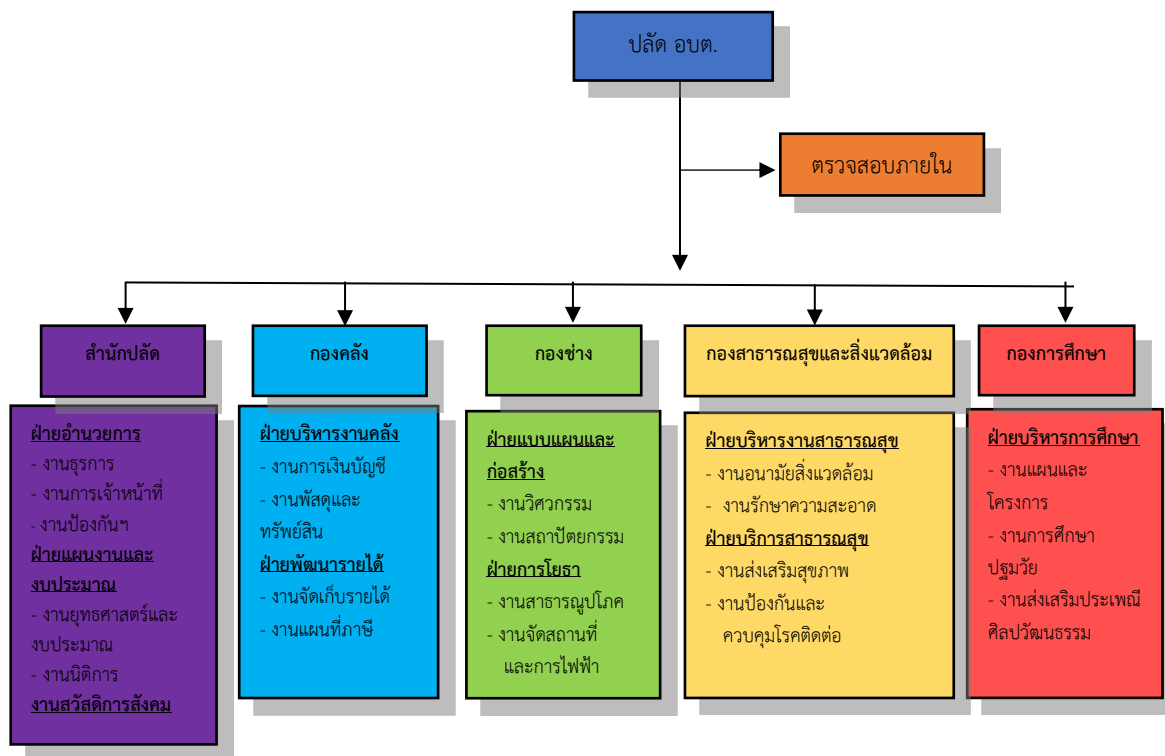 ปลัด อบต.
ตรวจสอบภายใน
สำนักปลัด
ฝ่ายอำนวยการ
- งานธุรการ
- งานการเจ้าหน้าที่
- งานป้องกันฯ
ฝ่ายแผนงานและ
งบประมาณ
- งานยุทธศาสตร์และ
งบประมาณ
- งานนิติการ
งานสวัสดิการสังคม
กองคลัง
ฝ่ายบริหารงานคลัง
- งานการเงินบัญชี
- งานพัสดุและ
ทรัพย์สิน
ฝ่ายพัฒนารายได้
- งานจัดเก็บรายได้
- งานแผนที่ภาษี
กองช่าง
ฝ่ายแบบแผนและ
ก่อสร้าง
- งานวิศวกรรม
- งานสถาปัตยกรรม
ฝ่ายการโยธา
- งานสาธารณูปโภค
- งานจัดสถานที่
และการไฟฟ้า
กองสาธารณสุขและสิ่งแวดล้อม
ฝ่ายบริหารงานสาธารณสุข
- งานอนามัยสิ่งแวดล้อม
- งานรักษาความสะอาด
ฝ่ายบริการสาธารณสุข
- งานส่งเสริมสุขภาพ
- งานป้องกันและ
ควบคุมโรคติดต่อ
กองการศึกษา
ฝ่ายบริหารการศึกษา
- งานแผนและ
โครงการ
- งานการศึกษา
ปฐมวัย
- งานส่งเสริมประเพณี
ศิลปวัฒนธรรม